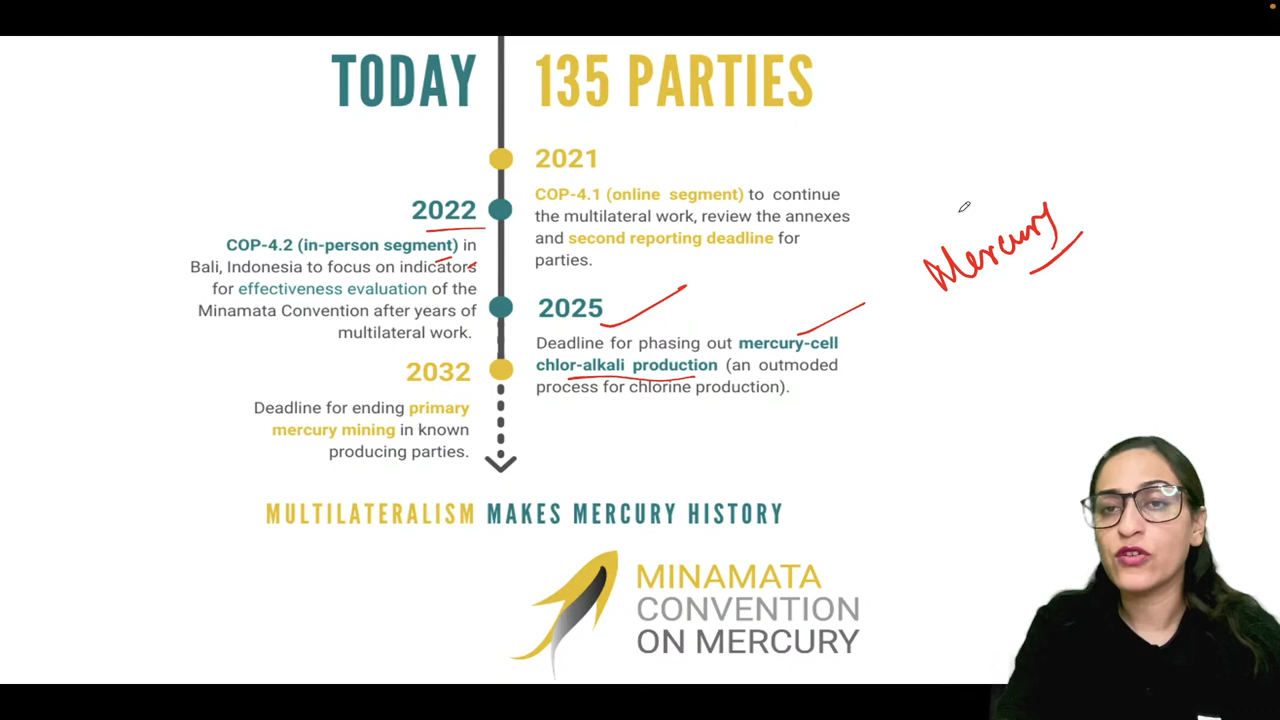 TODAY
135 PARTIES
2021
COP-4.1 (online segment) to continue
the multilateral work, review the annexes
and second reporting deadline for
parties.
2022
COP-4.2 (in-person segment) in
Bali, Indonesia to focus on indicators
for effectiveness evaluation of the
Minamata Convention after years of
multilateral work.
2025
Deadline for phasing out mercury-cell
chlor-alkali production (an outmoded
process for chlorine production).
2032
Deadline for ending primary
mercury mining in known
producing parties.
Mercury
MULTILATERALISM MAKES MERCURY HISTORY
MINAMATA
CONVENTION
ON MERCURY